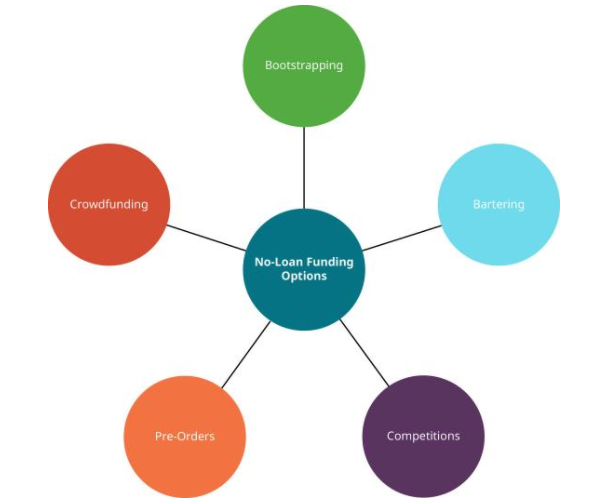 Bootstrapping
Crowdfunding
Bartering
No-Loan Funding
Options
Pre-Orders
Competitions